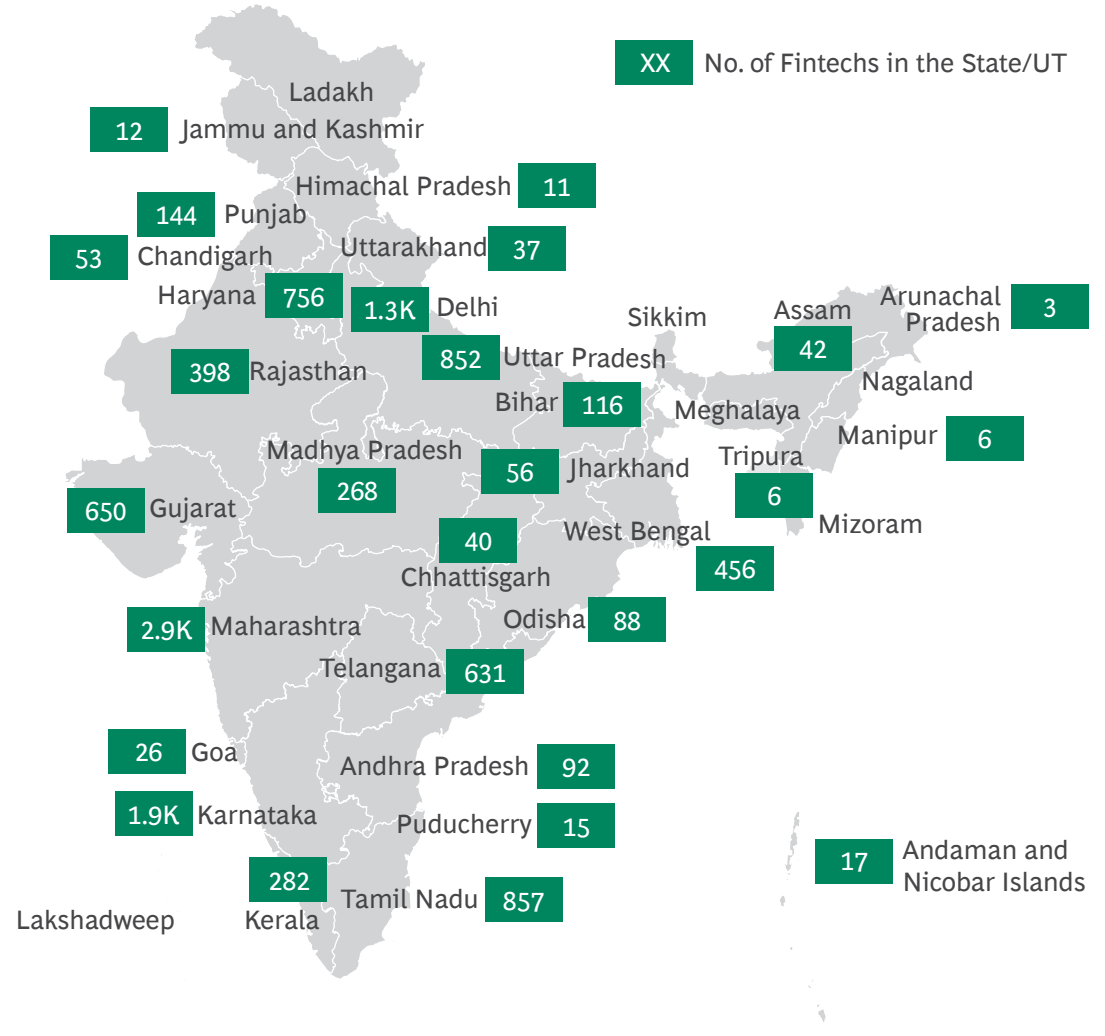 XX No. of Fintechs in the State/UT
Ladakh
12 Jammu and Kashmir
Himachal Pradesh 11
144 Punjab
53 Chandigarh
Uttarakhand 37
Haryana 756
1.3K Delhi
Sikkim
Assam
42
Arunachal
Pradesh
3
398 Rajasthan
852 Uttar Pradesh
Nagaland
Bihar 116
Meghalaya
Manipur 6
Madhya Pradesh
268
56 Jharkhand
Tripura
6
650 Gujarat
Mizoram
West Bengal
456
40
Chhattisgarh
2.9K Maharashtra
Odisha 88
Telangana 631
26 Goa
Andhra Pradesh 92
1.9K Karnataka
Puducherry 15
17
Andaman and
Nicobar Islands
282
Kerala
Tamil Nadu 857
Lakshadweep